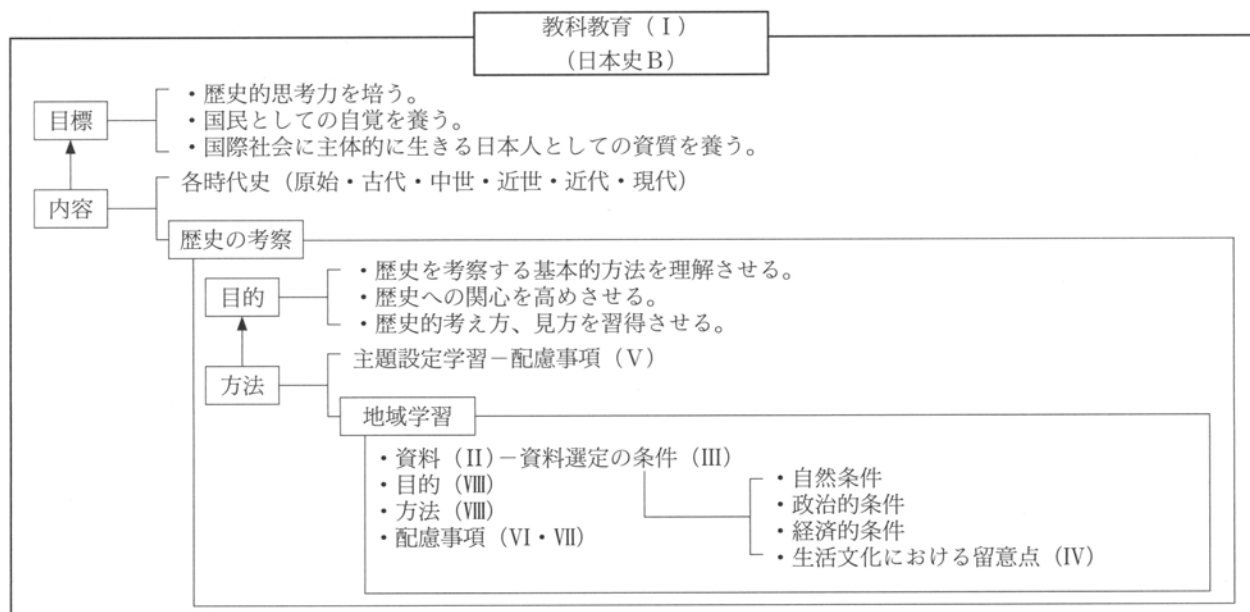 教科教育（Ⅰ）
（日本史Ｂ）
目標
・歴史的思考力を培う。
・国民としての自覚を養う。
・国際社会に主体的に生きる日本人としての資質を養う。
内容
各時代史（原始・古代・中世・近世・近代・現代）
歴史の考察
目的
・歴史を考察する基本的方法を理解させる。
・歴史への関心を高めさせる。
・歴史的考え方、見方を習得させる。
方法
主題設定学習－配慮事項（Ⅴ）
地域学習
・資料（Ⅱ）－資料選定の条件（Ⅲ）
・目的（Ⅷ）
・方法（Ⅷ）
・配慮事項（Ⅵ・Ⅶ）
・自然条件
・政治的条件
・経済的条件
・生活文化における留意点（Ⅳ）